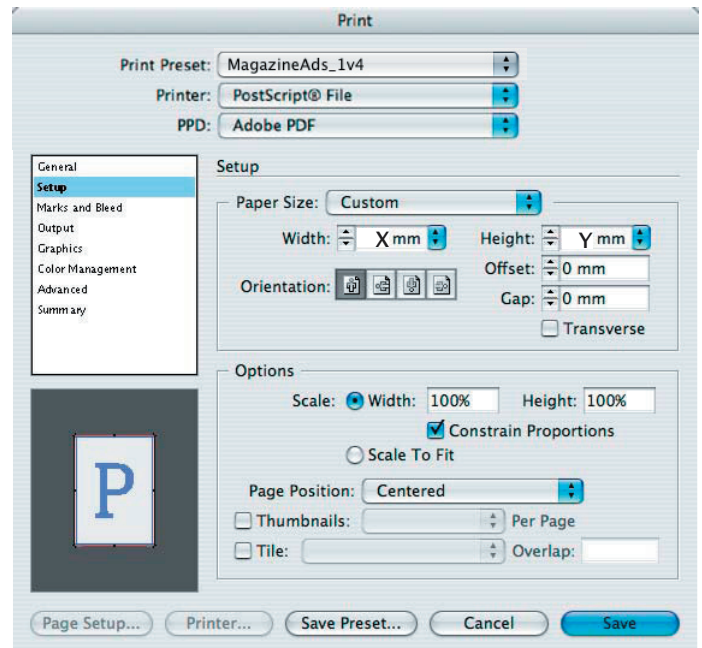 Print
Print Preset: MagazineAds_1v4
Printer: PostScript® File
PPD: Adobe PDF
General
Setup
Marks and Bleed
Output
Graphics
Color Management
Advanced
Summary
Setup
Paper Size: Custom
Width: X mm Height: Y mm
Orientation: Offset: 0 mm
Gap: 0 mm
Transverse
Options
Scale: Width: 100% Height: 100%
Constrain Proportions
Scale To Fit
Page Position: Centered
Thumbnails: Per Page
Tile: Overlap:
P
Page Setup... Printer... Save Preset... Cancel Save